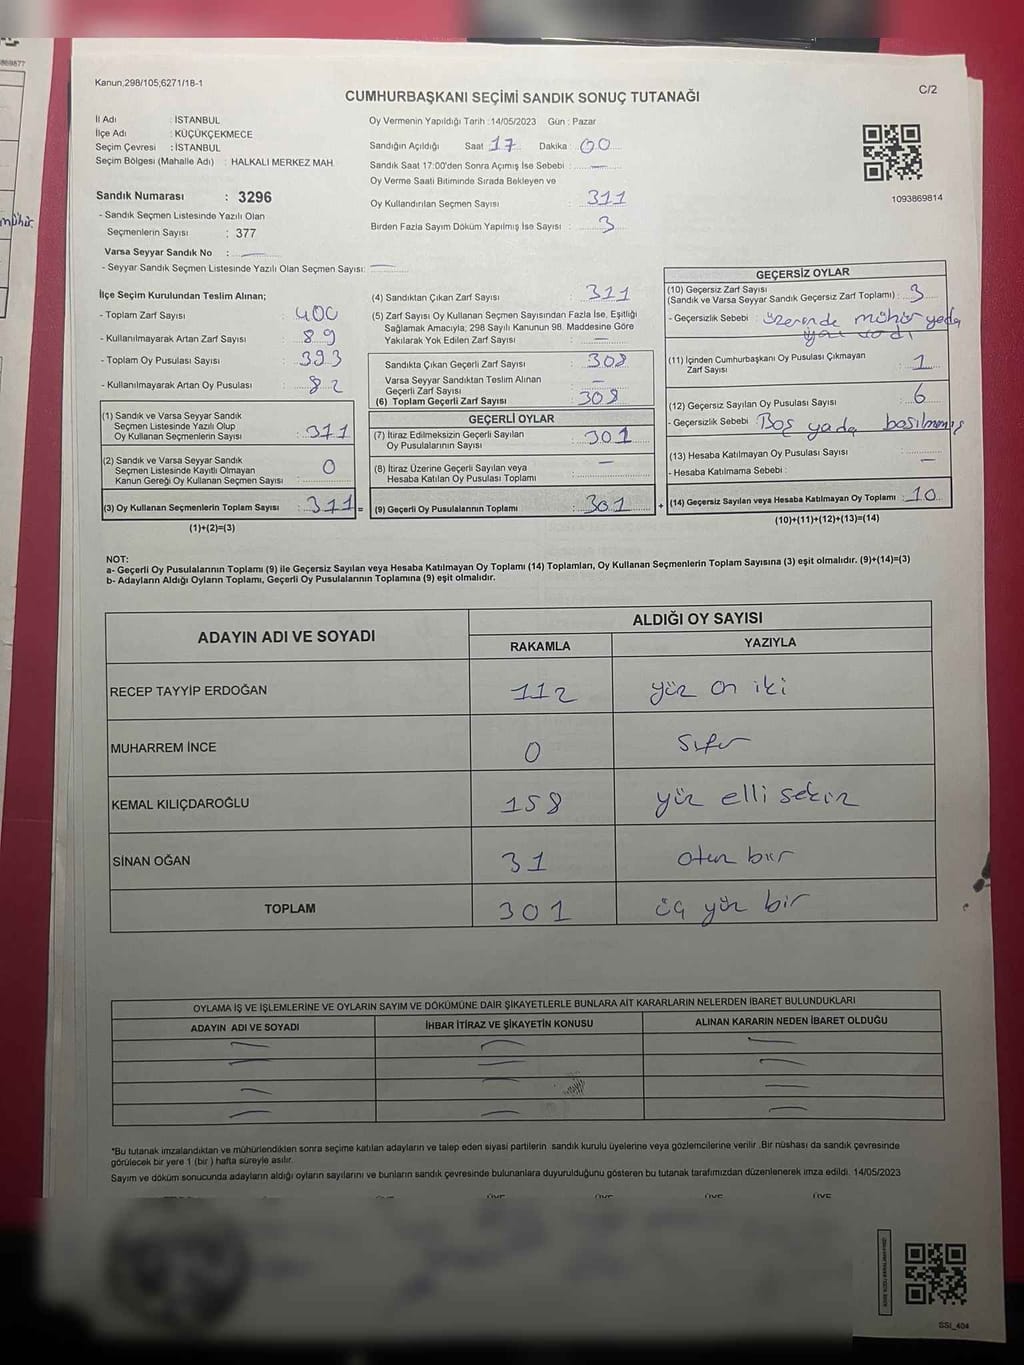 869877
mühür
Kanun,298/105,6271/18-1
C/2
CUMHURBAŞKANI SEÇİMİ SANDIK SONUÇ TUTANAĞI
İl Adı : İSTANBUL
İlçe Adı : KÜÇÜKÇEKMECE
Seçim Çevresi : İSTANBUL
Seçim Bölgesi (Mahalle Adı) : HALKALI MERKEZ MAH.
Sandık Numarası : 3296
- Sandık Seçmen Listesinde Yazılı Olan
Seçmenlerin Sayısı : 377
Varsa Seyyar Sandık No : —
- Seyyar Sandık Seçmen Listesinde Yazılı Olan Seçmen Sayısı: —
Oy Vermenin Yapıldığı Tarih : 14/05/2023 Gün : Pazar
Sandığın Açıldığı Saat 17 Dakika : 00
Sandık Saat 17:00'den Sonra Açımış İse Sebebi : —
Oy Verme Saati Bitiminde Sırada Bekleyen ve
Oy Kullandırılan Seçmen Sayısı : 311
Birden Fazla Sayım Döküm Yapılmış İse Sayısı : 3
1093869814
İlçe Seçim Kurulundan Teslim Alınan;
- Toplam Zarf Sayısı : 400
- Kullanılmayarak Artan Zarf Sayısı : 89
- Toplam Oy Pusulası Sayısı : 393
- Kullanılmayarak Artan Oy Pusulası : 82
(1) Sandık ve Varsa Seyyar Sandık
Seçmen Listesinde Yazılı Olup
Oy Kullanan Seçmenlerin Sayısı : 311
(2) Sandık ve Varsa Seyyar Sandık
Seçmen Listesinde Kayıtlı Olmayan
Kanun Gereği Oy Kullanan Seçmen Sayısı : 0
(3) Oy Kullanan Seçmenlerin Toplam Sayısı : 311 =
(1)+(2)=(3)
(4) Sandıktan Çıkan Zarf Sayısı : 311
(5) Zarf Sayısı Oy Kullanan Seçmen Sayısından Fazla İse, Eşitliği
Sağlamak Amacıyla; 298 Sayılı Kanunun 98. Maddesine Göre
Yakılarak Yok Edilen Zarf Sayısı : —
Sandıkta Çıkan Geçerli Zarf Sayısı : 308
Varsa Seyyar Sandıktan Teslim Alınan
Geçerli Zarf Sayısı : —
(6) Toplam Geçerli Zarf Sayısı : 308
GEÇERLİ OYLAR
(7) İtiraz Edilmeksizin Geçerli Sayılan
Oy Pusulalarının Sayısı : 301
(8) İtiraz Üzerine Geçerli Sayılan veya
Hesaba Katılan Oy Pusulası Toplamı : —
(9) Geçerli Oy Pusulalarının Toplamı : 301 +
GEÇERSİZ OYLAR
(10) Geçersiz Zarf Sayısı
(Sandık ve Varsa Seyyar Sandık Geçersiz Zarf Toplamı) : 3
- Geçersizlik Sebebi : üzerinde mühür yada
(11) İçinden Cumhurbaşkanı Oy Pusulası Çıkmayan
Zarf Sayısı : 1
(12) Geçersiz Sayılan Oy Pusulası Sayısı : 6
- Geçersizlik Sebebi : Boş yada basılmamış
(13) Hesaba Katılmayan Oy Pusulası Sayısı : —
- Hesaba Katılmama Sebebi :
(14) Geçersiz Sayılan veya Hesaba Katılmayan Oy Toplamı : 10
(10)+(11)+(12)+(13)=(14)
NOT:
a- Geçerli Oy Pusulalarının Toplamı (9) ile Geçersiz Sayılan veya Hesaba Katılmayan Oy Toplamı (14) Toplamları, Oy Kullanan Seçmenlerin Toplam Sayısına (3) eşit olmalıdır. (9)+(14)=(3)
b- Adayların Aldığı Oyların Toplamı, Geçerli Oy Pusulalarının Toplamına (9) eşit olmalıdır.
ADAYIN ADI VE SOYADI
ALDIĞI OY SAYISI
RAKAMLA YAZIYLA
RECEP TAYYİP ERDOĞAN 112 yüz on iki
MUHARREM İNCE 0 Sıfır
KEMAL KILIÇDAROĞLU 158 yüz elli sekiz
SİNAN OĞAN 31 otuz bir
TOPLAM 301 üç yüz bir
OYLAMA İŞ VE İŞLEMLERİNE VE OYLARIN SAYIM VE DÖKÜMÜNE DAİR ŞİKAYETLERLE BUNLARA AİT KARARLARIN NELERDEN İBARET BULUNDUKLARI
ADAYIN ADI VE SOYADI İHBAR İTİRAZ VE ŞİKAYETİN KONUSU ALINAN KARARIN NEDEN İBARET OLDUĞU
*Bu tutanak imzalandıktan ve mühürlendikten sonra seçime katılan adayların ve talep eden siyasi partilerin sandık kurulu üyelerine veya gözlemcilerine verilir .Bir nüshası da sandık çevresinde
görülecek bir yere 1 (bir ) hafta süreyle asılır.
Sayım ve döküm sonucunda adayların aldığı oyların sayılarını ve bunların sandık çevresinde bulunanlara duyurulduğunu gösteren bu tutanak tarafımızdan düzenlenerek imza edildi. 14/05/2023
ÜYE ÜYE ÜYE ÜYE
SSI_404